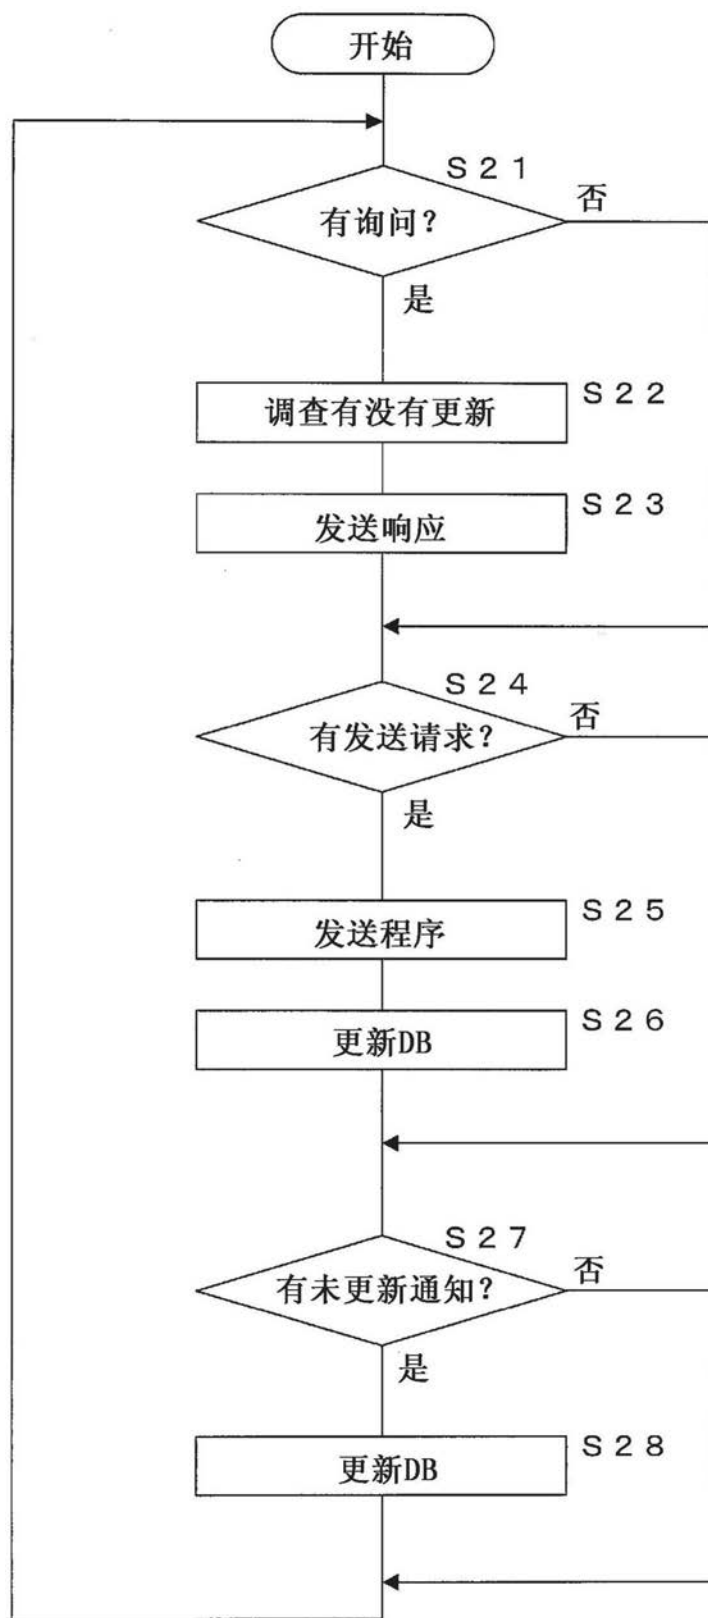 开始
S21
有询问?
否
是
调查有没有更新
S22
发送响应
S23
S24
有发送请求?
否
是
发送程序
S25
更新DB
S26
S27
有未更新通知?
否
是
更新DB
S28